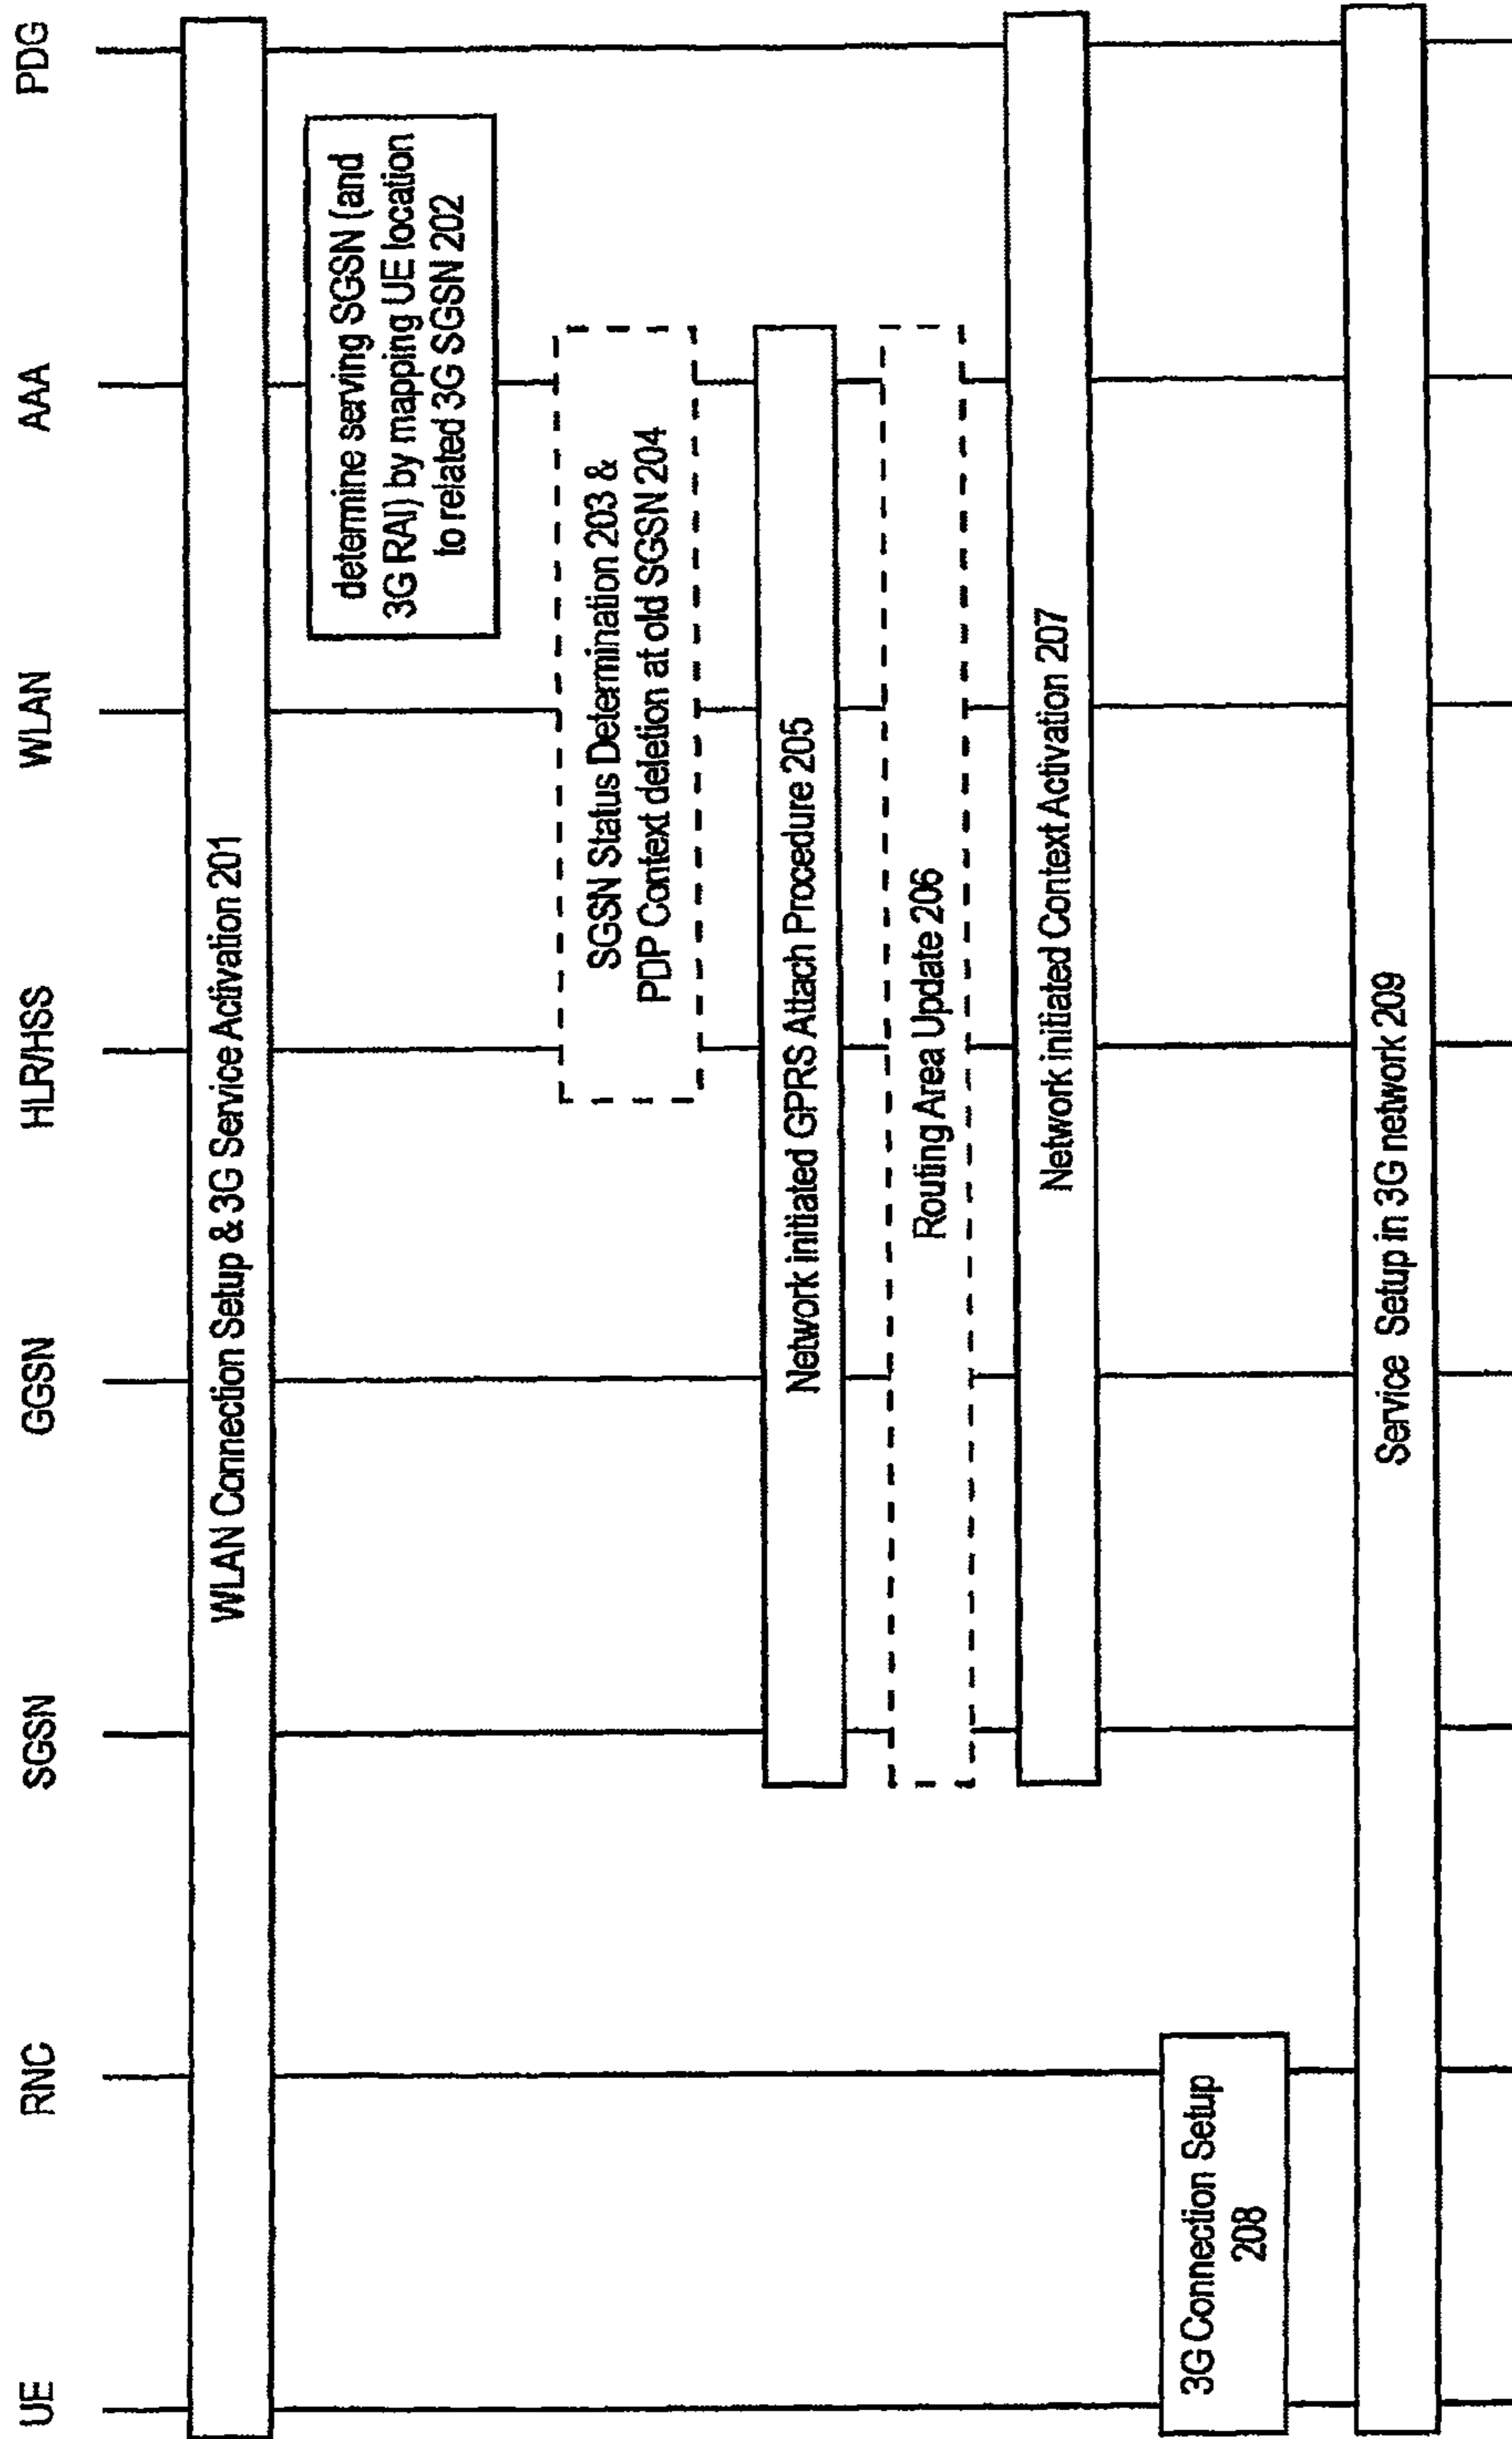 UE
RNC
SGSN
GGSN
HLR/HSS
WLAN
AAA
PDG
WLAN Connection Setup & 3G Service Activation 201
determine serving SGSN (and
3G RAI) by mapping UE location
to related 3G SGSN 202
SGSN Status Determination 203 &
PDP Context deletion at old SGSN 204
Network initiated GPRS Attach Procedure 205
Routing Area Update 206
Network initiated Context Activation 207
3G Connection Setup
208
Service Setup in 3G network 209